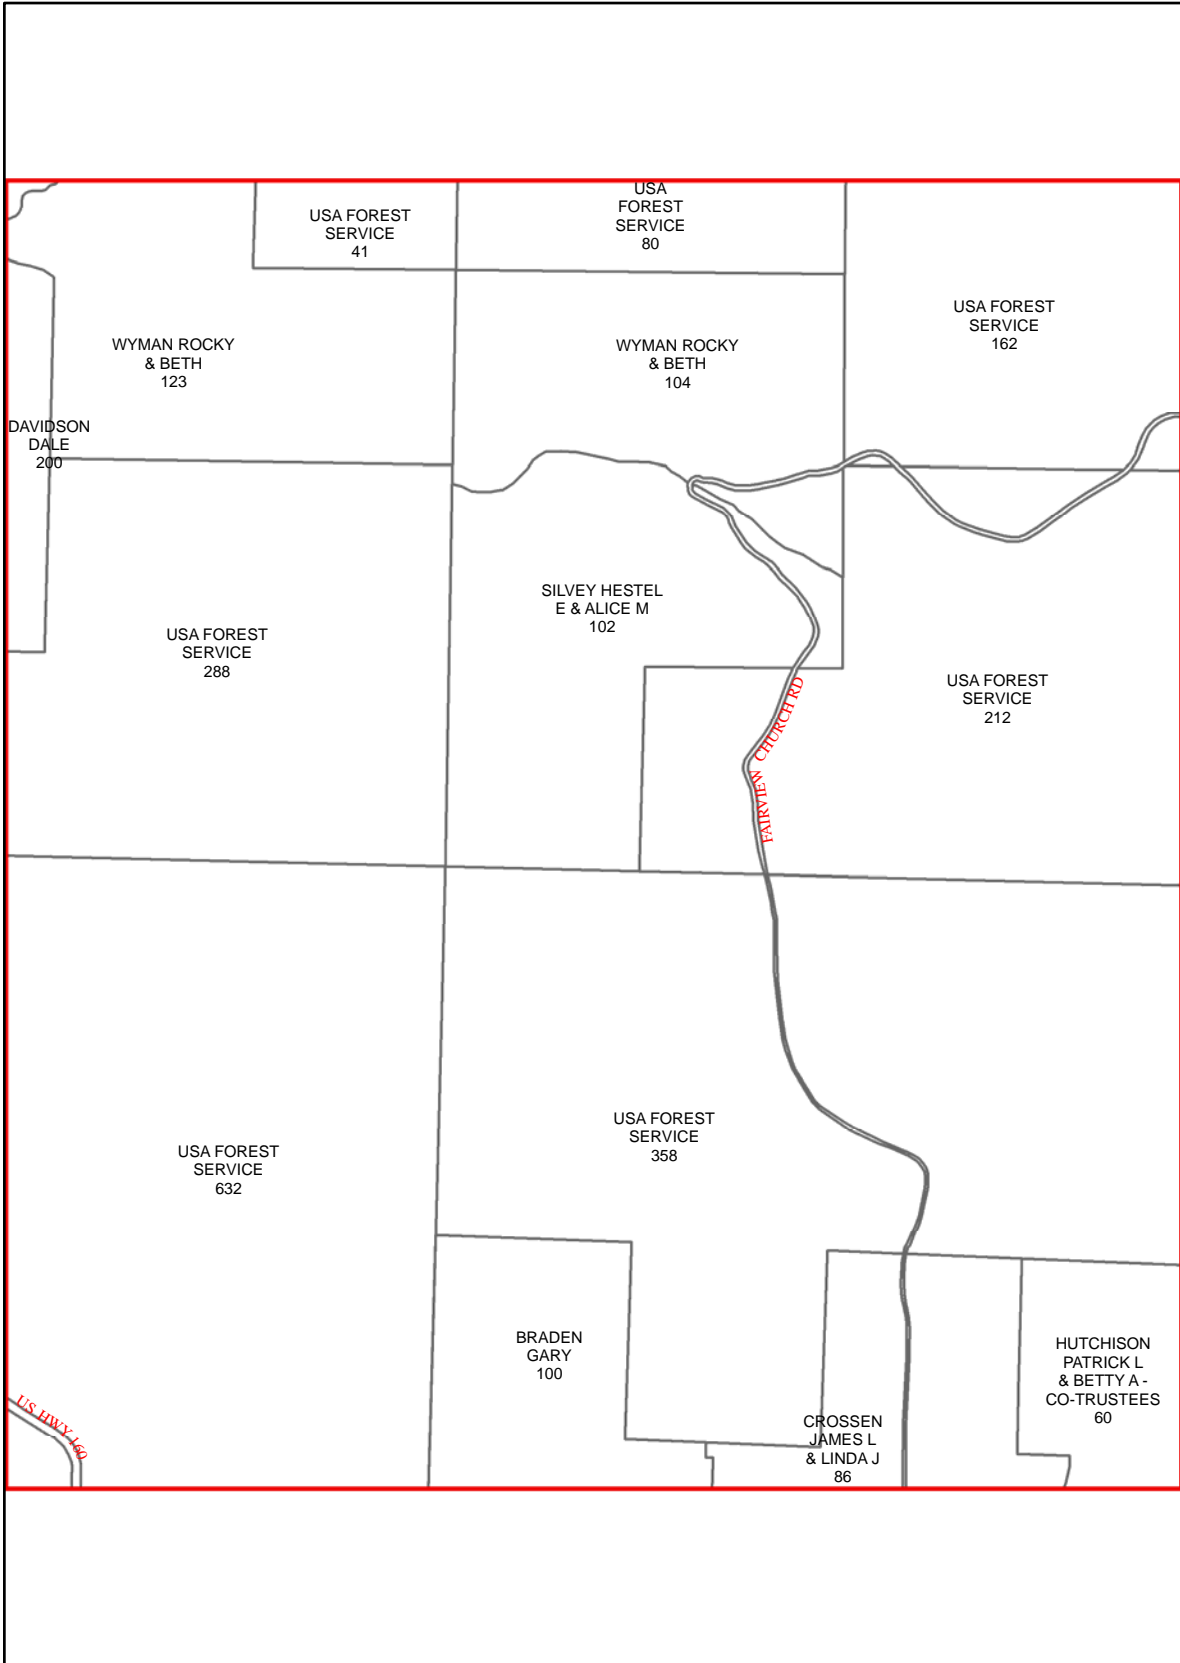 USA FOREST
SERVICE
41
USA
FOREST
SERVICE
80
USA FOREST
SERVICE
162
WYMAN ROCKY
& BETH
123
WYMAN ROCKY
& BETH
104
DAVIDSON
DALE
200
SILVEY HESTEL
E & ALICE M
102
USA FOREST
SERVICE
288
USA FOREST
SERVICE
212
FAIRVIEW CHURCH RD
USA FOREST
SERVICE
358
USA FOREST
SERVICE
632
BRADEN
GARY
100
HUTCHISON
PATRICK L
& BETTY A -
CO-TRUSTEES
60
CROSSEN
JAMES L
& LINDA J
86
US HWY 160